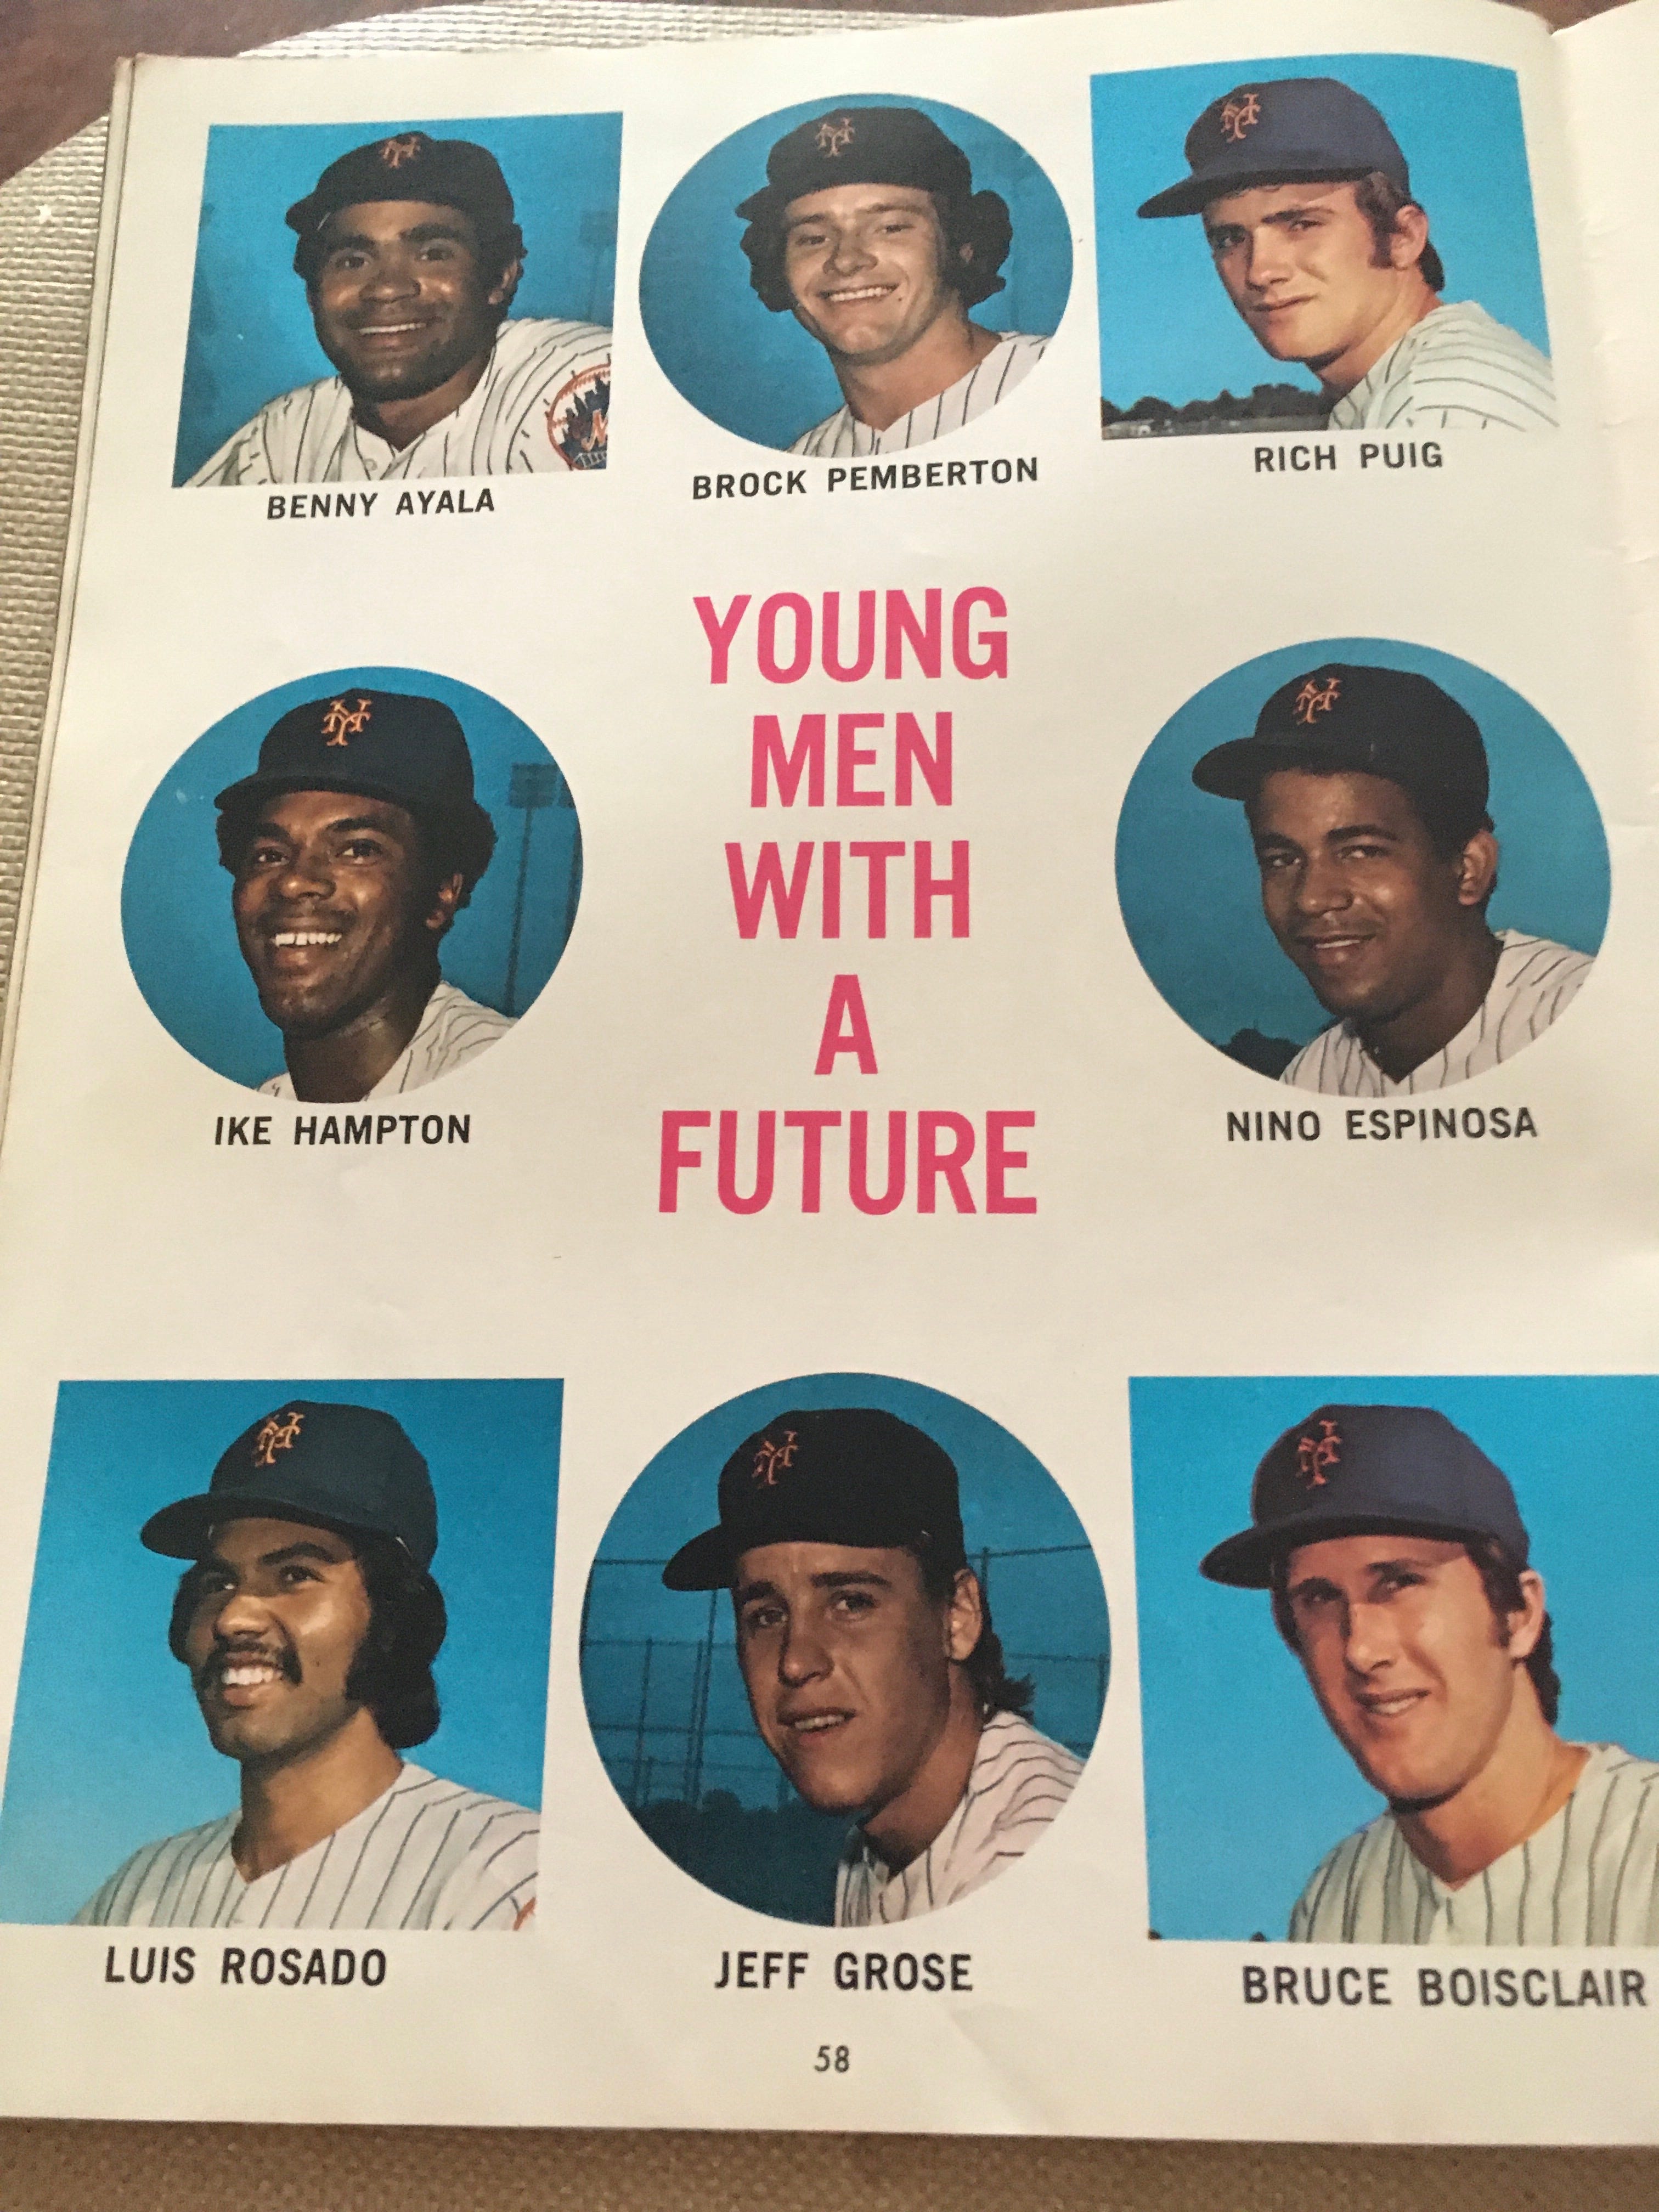 BENNY AYALA
BROCK PEMBERTON
RICH PUIG
YOUNG
MEN
WITH
A
FUTURE
IKE HAMPTON
NINO ESPINOSA
LUIS ROSADO
JEFF GROSE
BRUCE BOISCLAIR
58